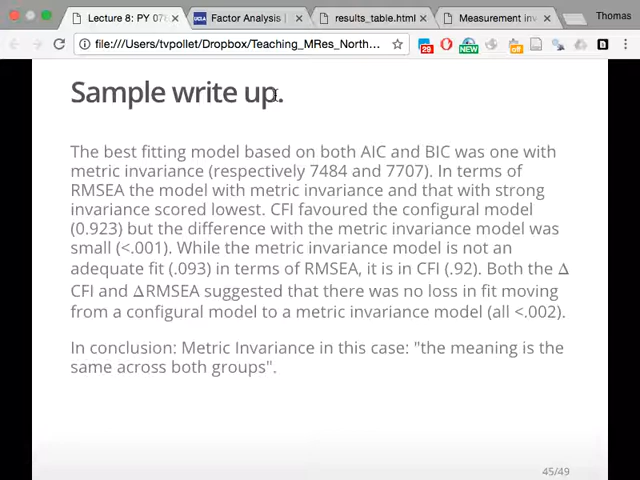 Lecture 8: PY 078
Factor Analysis |
results_table.html
Measurement inv
Thomas
file:///Users/tvpollet/Dropbox/Teaching_MRes_North...
29
NEW
Sample write up.
The best fitting model based on both AIC and BIC was one with
metric invariance (respectively 7484 and 7707). In terms of
RMSEA the model with metric invariance and that with strong
invariance scored lowest. CFI favoured the configural model
(0.923) but the difference with the metric invariance model was
small (<.001). While the metric invariance model is not an
adequate fit (.093) in terms of RMSEA, it is in CFI (.92). Both the Δ
CFI and ΔRMSEA suggested that there was no loss in fit moving
from a configural model to a metric invariance model (all <.002).
In conclusion: Metric Invariance in this case: "the meaning is the
same across both groups".
45/49